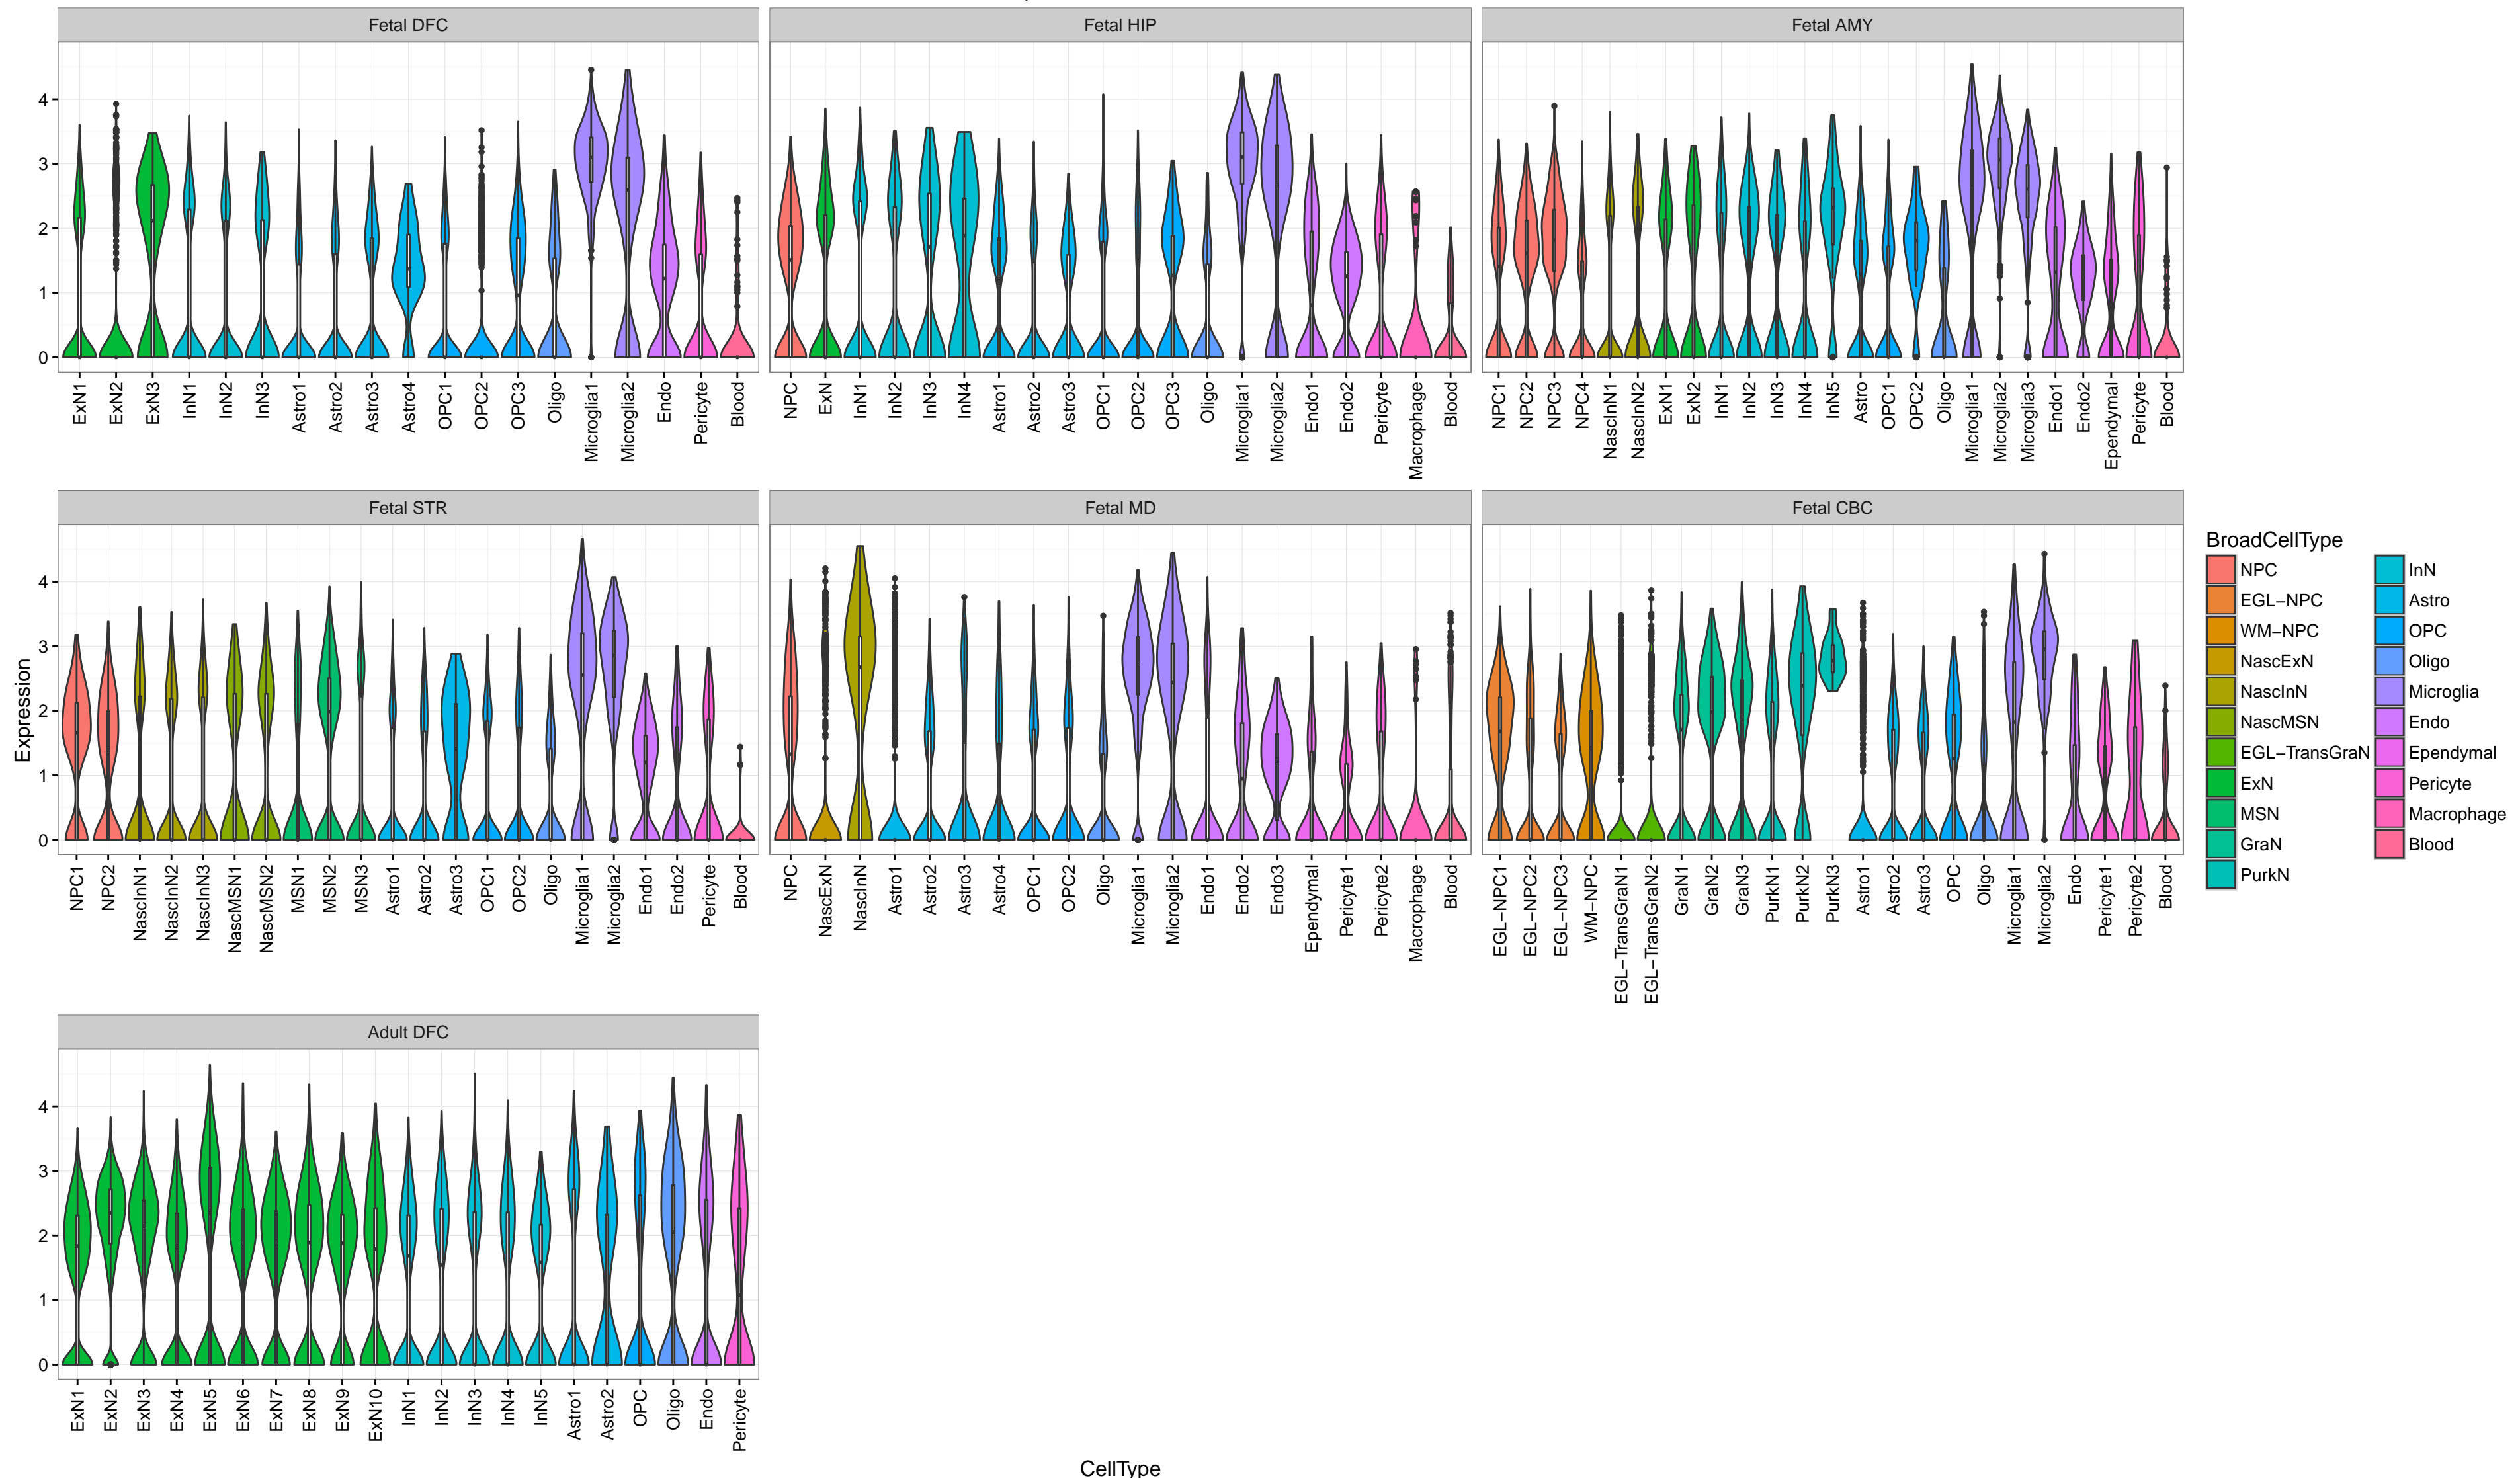 Fetal DFC Fetal HIP Fetal AMY
4
3
2
1
0
ExN1 ExN2 ExN3 InN1 InN2 InN3 Astro1 Astro2 Astro3 Astro4 OPC1 OPC2 OPC3 Oligo Microglia1 Microglia2 Endo Pericyte Blood
NPC ExN InN1 InN2 InN3 InN4 Astro1 Astro2 Astro3 OPC1 OPC2 OPC3 Oligo Microglia1 Microglia2 Endo1 Endo2 Pericyte Macrophage Blood
NPC1 NPC2 NPC3 NPC4 NascInN1 NascInN2 ExN1 ExN2 InN1 InN2 InN3 InN4 InN5 Astro OPC1 OPC2 Oligo Microglia1 Microglia2 Microglia3 Endo1 Endo2 Ependymal Pericyte Blood
Fetal STR Fetal MD Fetal CBC
Expression
4
3
2
1
0
NPC1 NPC2 NascInN1 NascInN2 NascInN3 NascMSN1 NascMSN2 MSN1 MSN2 MSN3 Astro1 Astro2 Astro3 OPC1 OPC2 Oligo Microglia1 Microglia2 Endo1 Endo2 Pericyte Blood
NPC NascExN NascInN Astro1 Astro2 Astro3 Astro4 OPC1 OPC2 Oligo Microglia1 Microglia2 Endo1 Endo2 Endo3 Ependymal Pericyte1 Pericyte2 Macrophage Blood
EGL−NPC1 EGL−NPC2 EGL−NPC3 WM−NPC EGL−TransGraN1 EGL−TransGraN2 GraN1 GraN2 GraN3 PurkN1 PurkN2 PurkN3 Astro1 Astro2 Astro3 OPC Oligo Microglia1 Microglia2 Endo Pericyte1 Pericyte2 Blood
BroadCellType
NPC InN
EGL−NPC Astro
WM−NPC OPC
NascExN Oligo
NascInN Microglia
NascMSN Endo
EGL−TransGraN Ependymal
ExN Pericyte
MSN Macrophage
GraN Blood
PurkN
Adult DFC
4
3
2
1
0
ExN1 ExN2 ExN3 ExN4 ExN5 ExN6 ExN7 ExN8 ExN9 ExN10 InN1 InN2 InN3 InN4 InN5 Astro1 Astro2 OPC Oligo Endo Pericyte
CellType